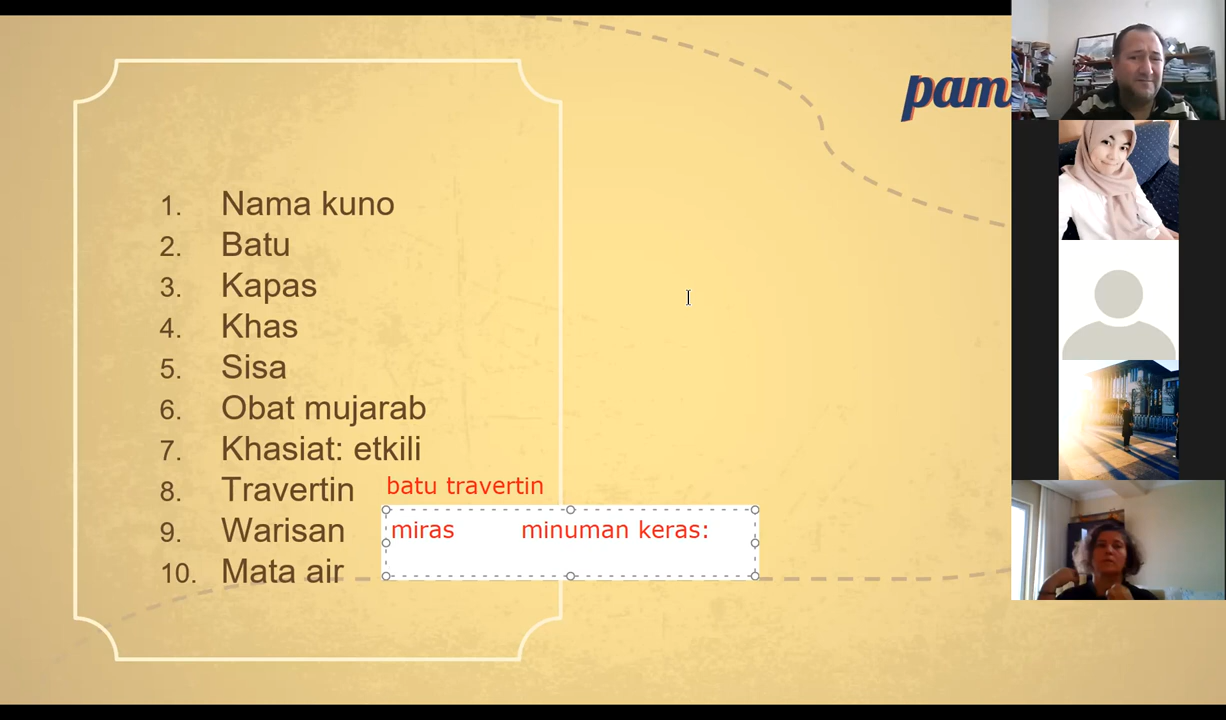 pam
1. Nama kuno
2. Batu
3. Kapas
4. Khas
5. Sisa
6. Obat mujarab
7. Khasiat: etkili
8. Travertin batu travertin
9. Warisan miras minuman keras:
10. Mata air